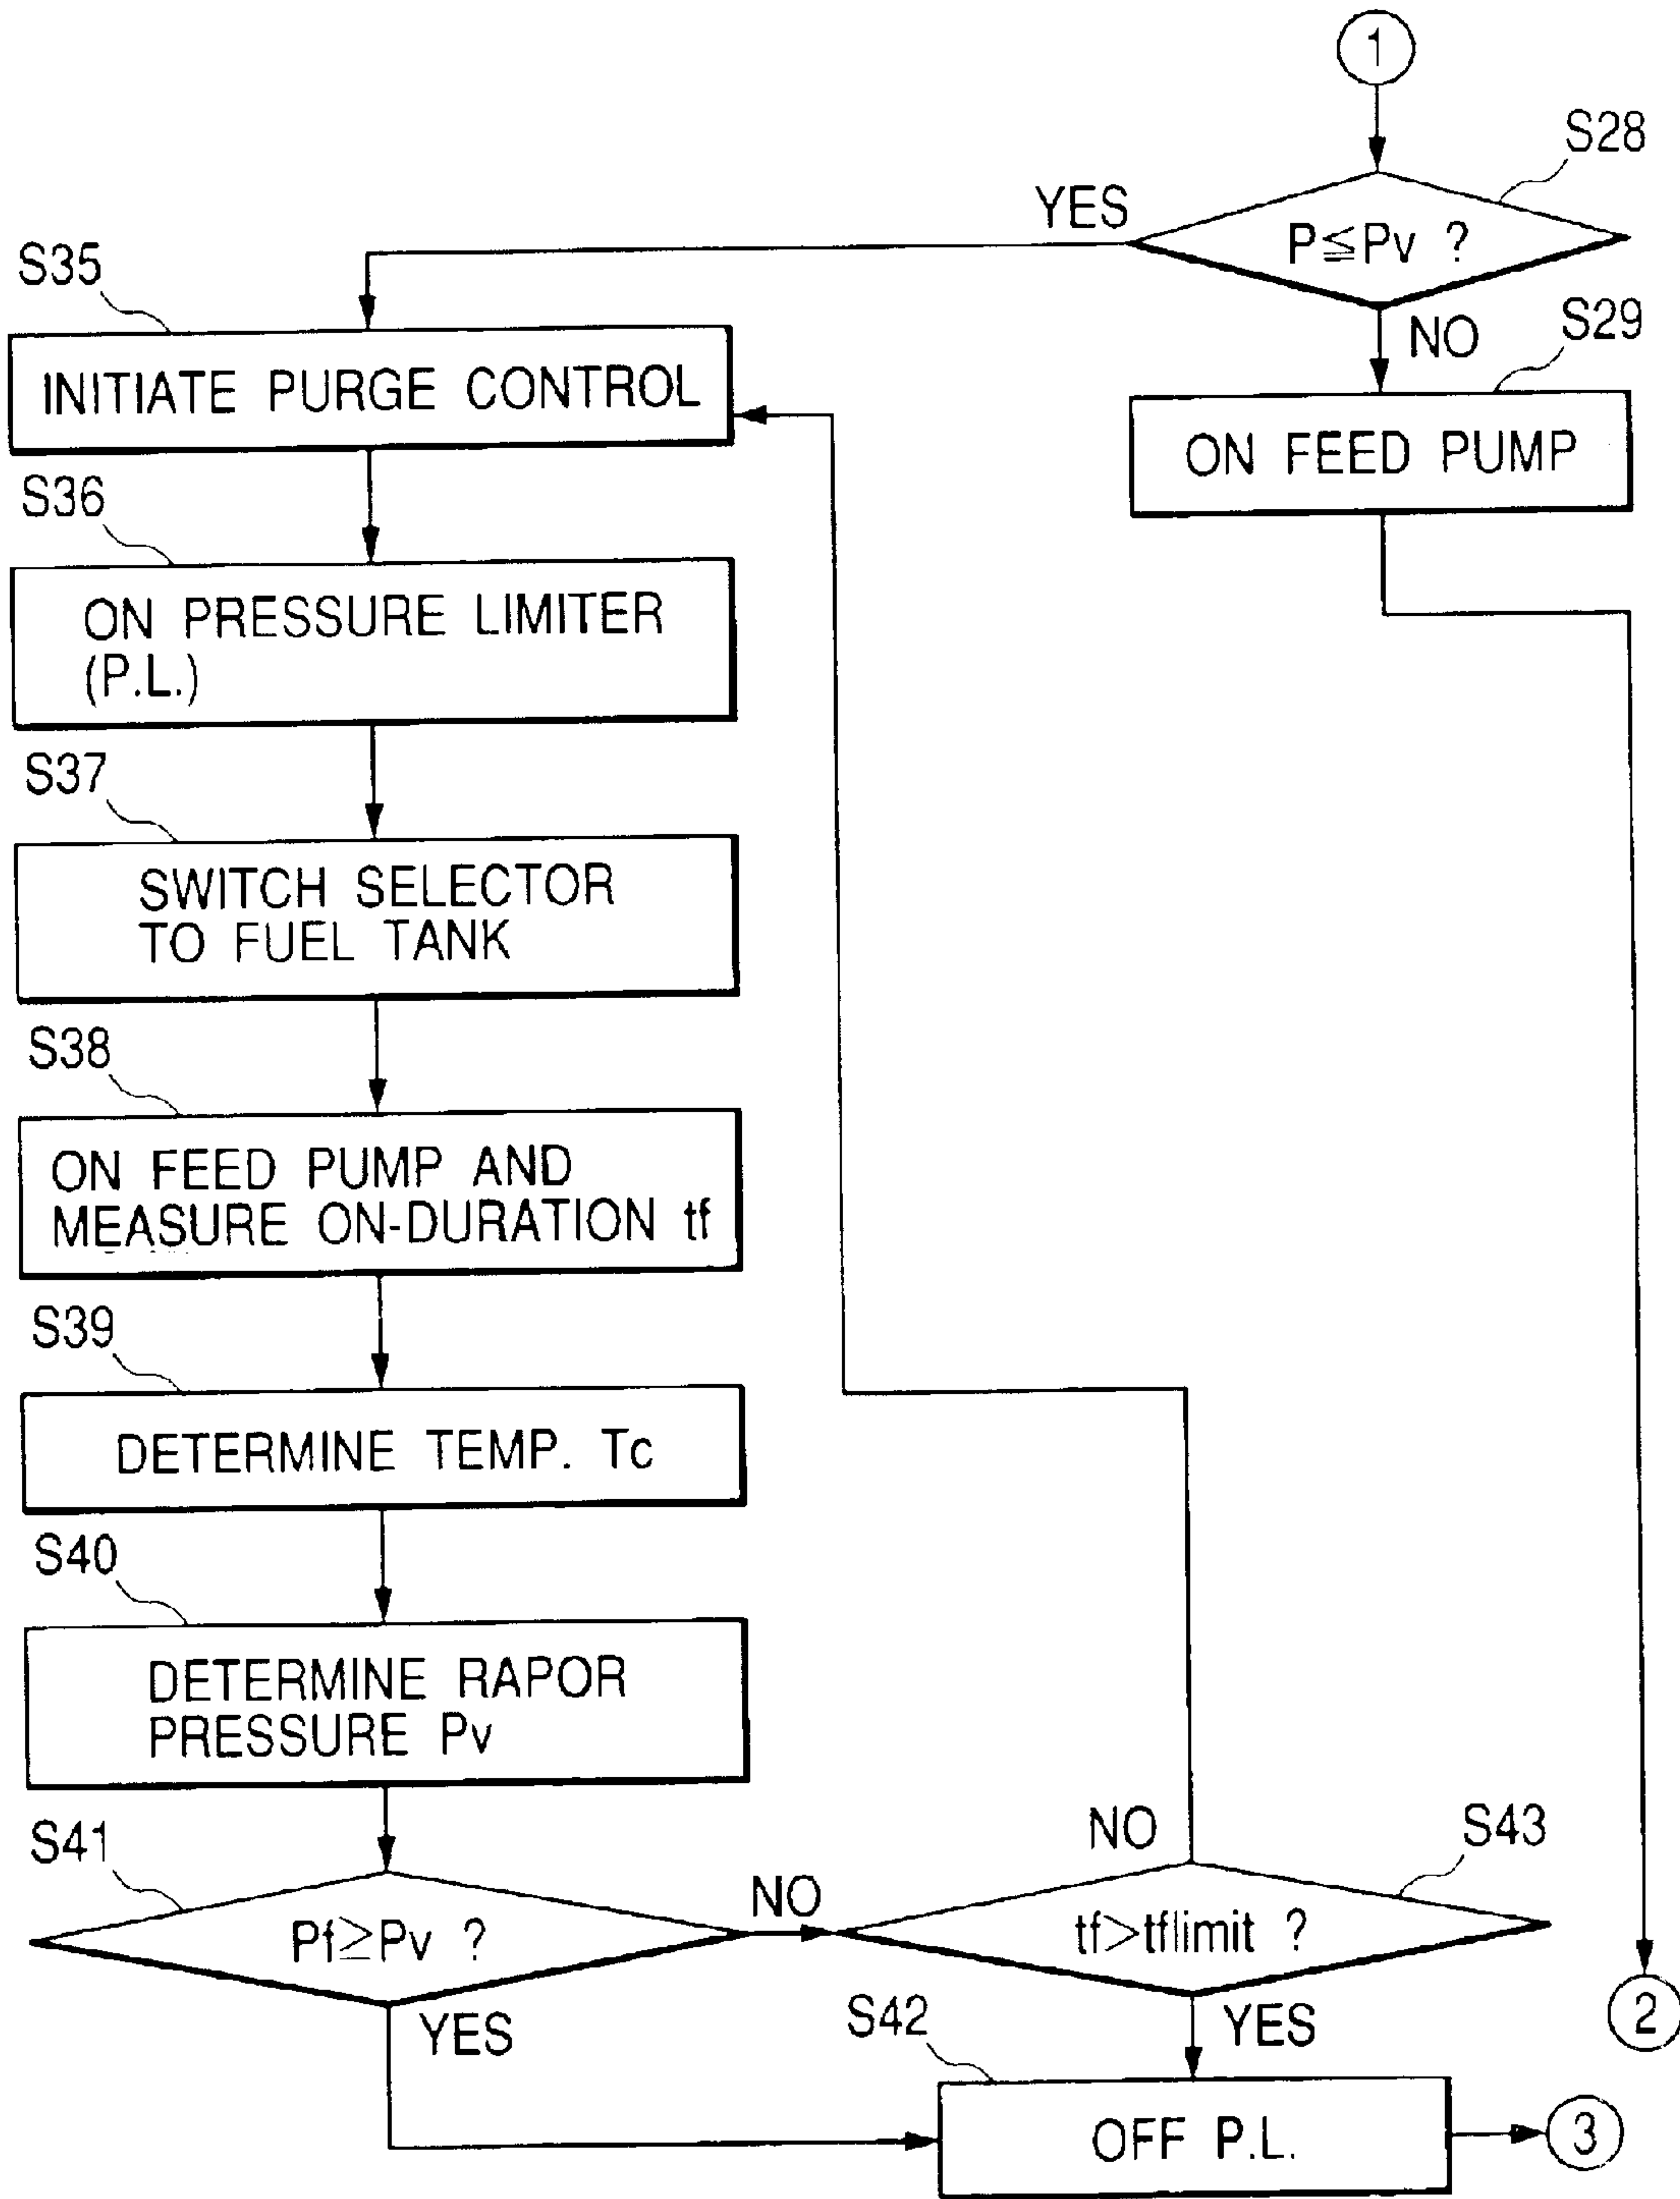 1
S28
P≦Pv ?
YES
NO
S29
ON FEED PUMP
S35
INITIATE PURGE CONTROL
S36
ON PRESSURE LIMITER
(P.L.)
S37
SWITCH SELECTOR
TO FUEL TANK
S38
ON FEED PUMP AND
MEASURE ON-DURATION tf
S39
DETERMINE TEMP. Tc
S40
DETERMINE RAPOR
PRESSURE Pv
S41
Pf≥Pv ?
NO
YES
S43
tf>tflimit ?
NO
YES
S42
OFF P.L.
2
3